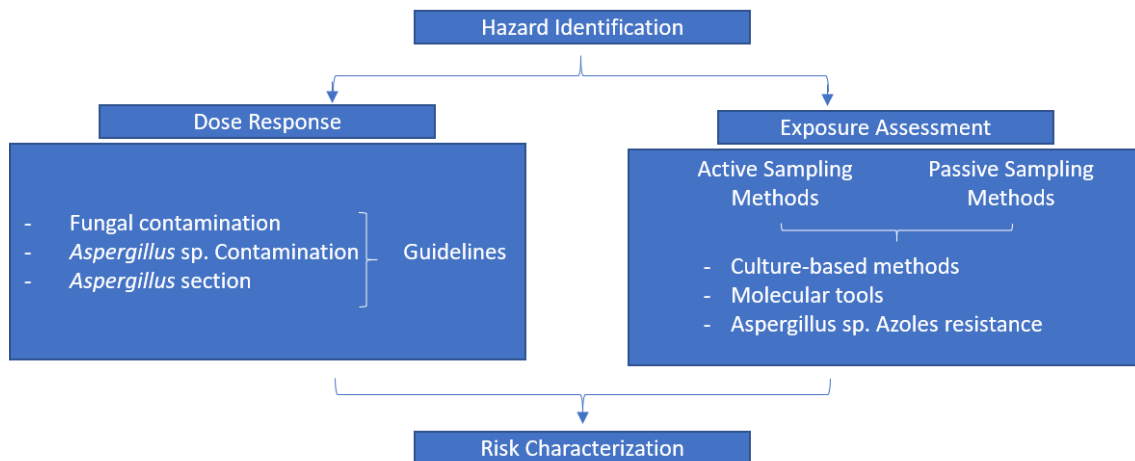 Hazard Identification
Dose Response
- Fungal contamination
- Aspergillus sp. Contamination
- Aspergillus section
Guidelines
Exposure Assessment
Active Sampling
Methods
Passive Sampling
Methods
- Culture-based methods
- Molecular tools
- Aspergillus sp. Azoles resistance
Risk Characterization